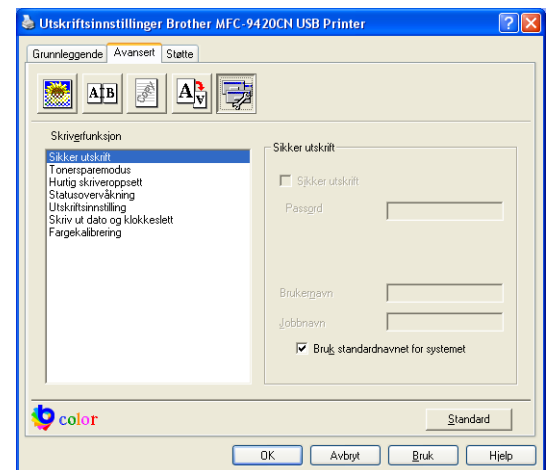 Utskriftsinnstillinger Brother MFC-9420CN USB Printer
Grunnleggende Avansert Støtte
Skriverfunksjon
Sikker utskrift
Tonersparemodus
Hurtig skriveroppsett
Statusovervåkning
Utskriftsinnstilling
Skriv ut dato og klokkeslett
Fargekalibrering
Sikker utskrift
Sikker utskrift
Passord
Brukernavn
Jobbnavn
Bruk standardnavnet for systemet
color
Standard
OK Avbryt Bruk Hjelp